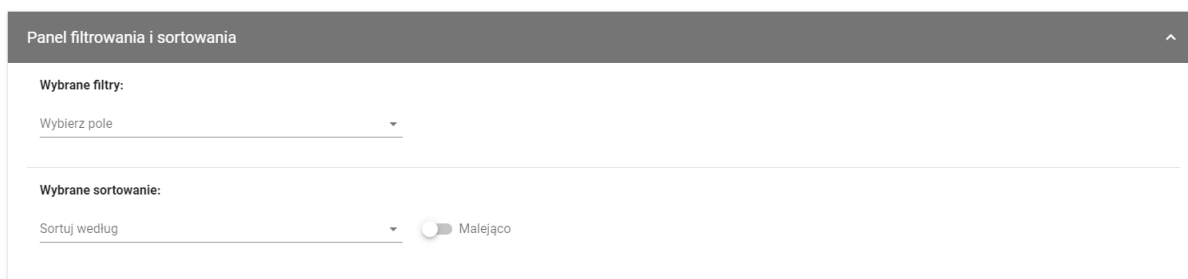 Panel filtrowania i sortowania
Wybrane filtry:
Wybierz pole
Wybrane sortowanie:
Sortuj według Malejąco